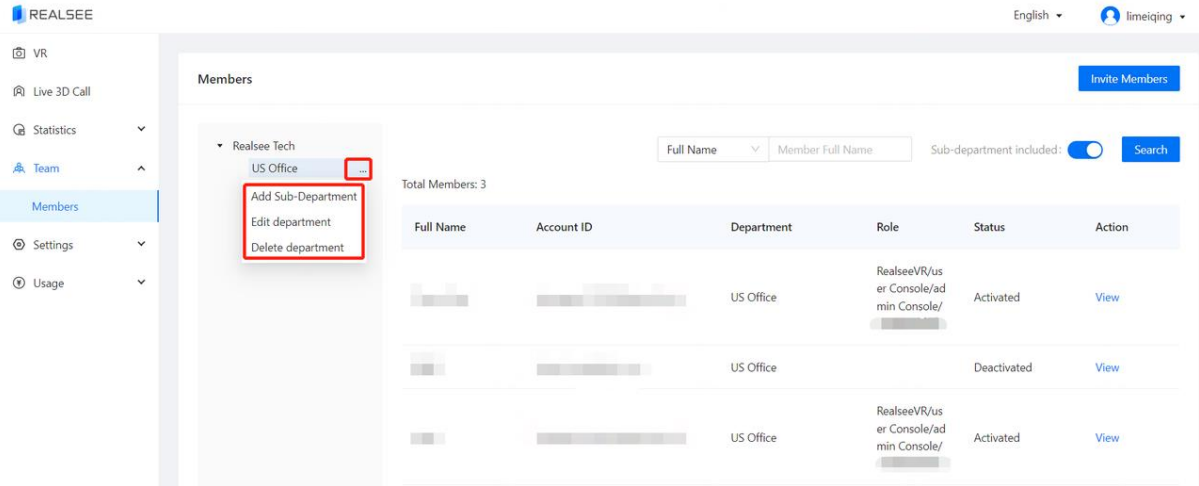 REALSEE
English
limeiqing
VR
Live 3D Call
Statistics
Team
Members
Settings
Usage
Members
Invite Members
Realsee Tech
US Office
...
Add Sub-Department
Edit department
Delete department
Full Name
Member Full Name
Sub-department included:
Search
Total Members: 3
Full Name Account ID Department Role Status Action
US Office
RealseeVR/us
er Console/ad
min Console/
Activated
View
US Office
Deactivated
View
US Office
RealseeVR/us
er Console/ad
min Console/
Activated
View